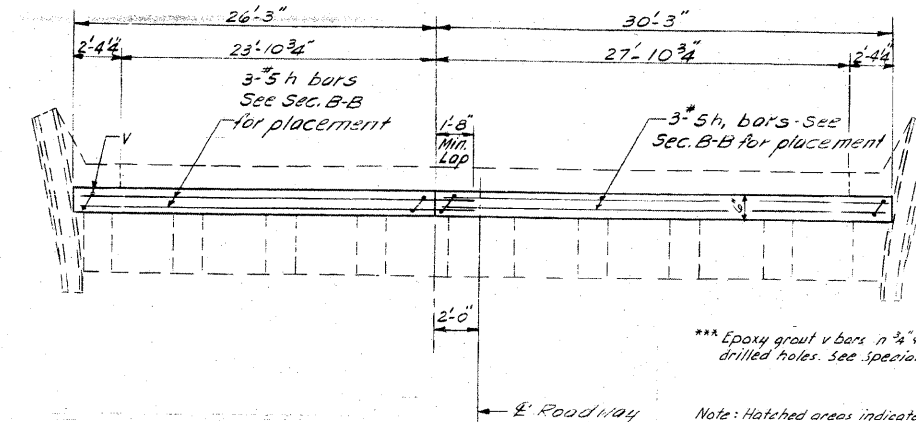 26'-3"
30'-3"
2'-4¼"
23'-10¾"
27'-10¾"
2'-4¼"
3-#5 h bars
See Sec. B-B
for placement
V
1'-8"
Min.
Lap
3-#5 h, bars - See
Sec. B-B for placement
9"
2'-0"
*** Epoxy grout v bars in ¾"
drilled holes. See Special
℄ Roadway
Note: Hatched areas indicate